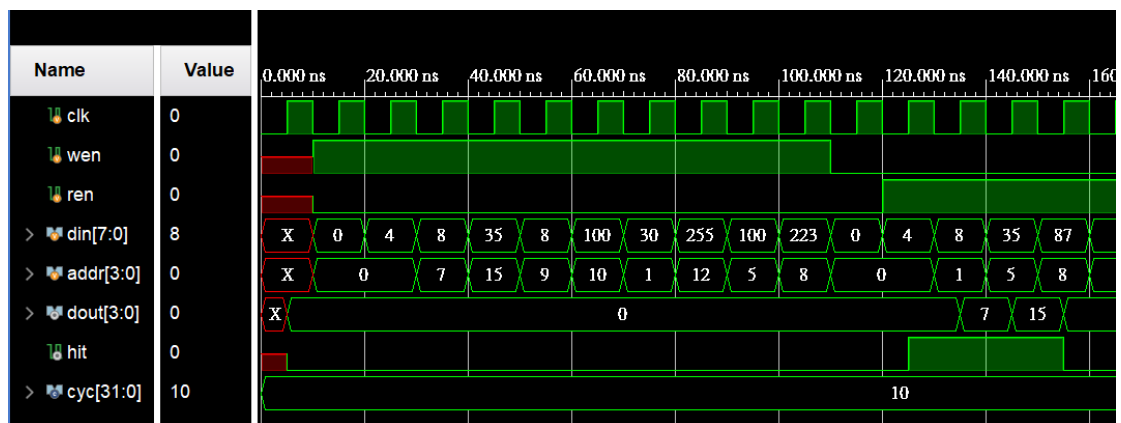 Name Value 0.000 ns 20.000 ns 40.000 ns 60.000 ns 80.000 ns 100.000 ns 120.000 ns 140.000 ns 160
clk 0
wen 0
ren 0
din[7:0] 8 X 0 4 8 35 8 100 30 255 100 223 0 4 8 35 87
addr[3:0] 0 X 0 7 15 9 10 1 12 5 8 0 1 5 8
dout[3:0] 0 X 0 7 15
hit 0
cyc[31:0] 10 10